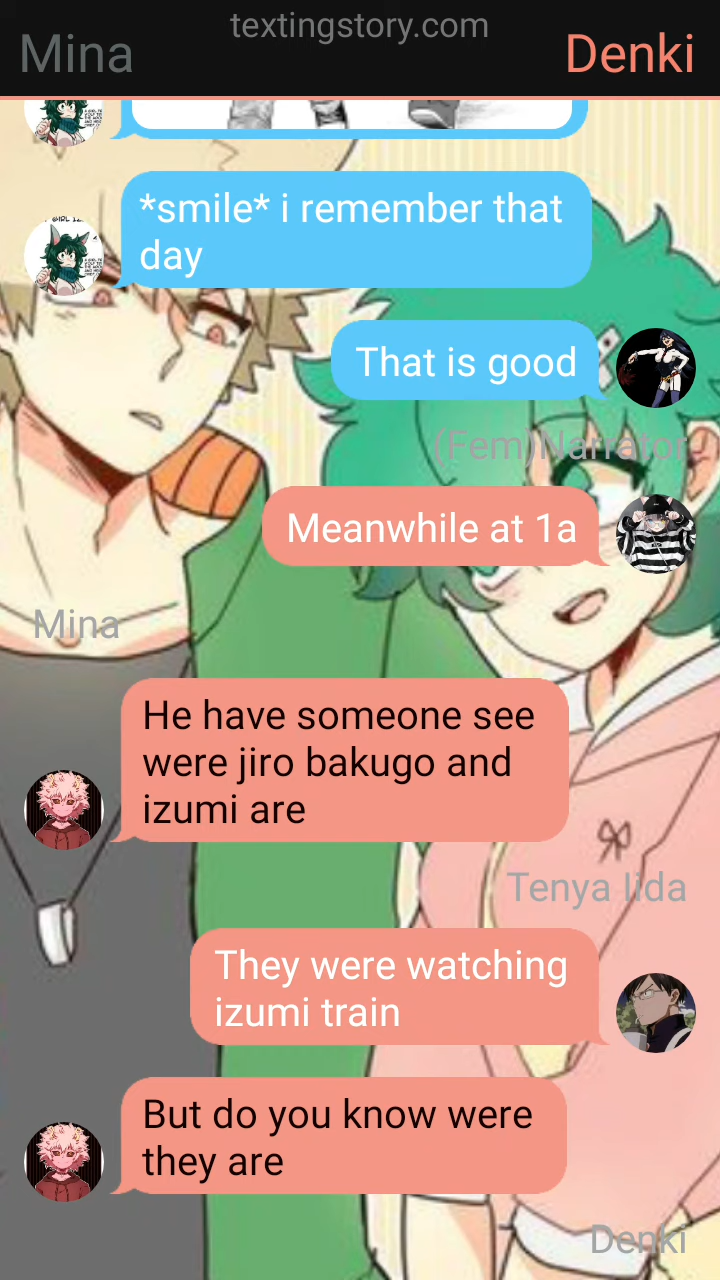 textingstory.com
Mina
Denki
*smile* i remember that
day
That is good
(Fem)Narrator
Meanwhile at 1a
Mina
He have someone see
were jiro bakugo and
izumi are
Tenya Iida
They were watching
izumi train
But do you know were
they are
Denki